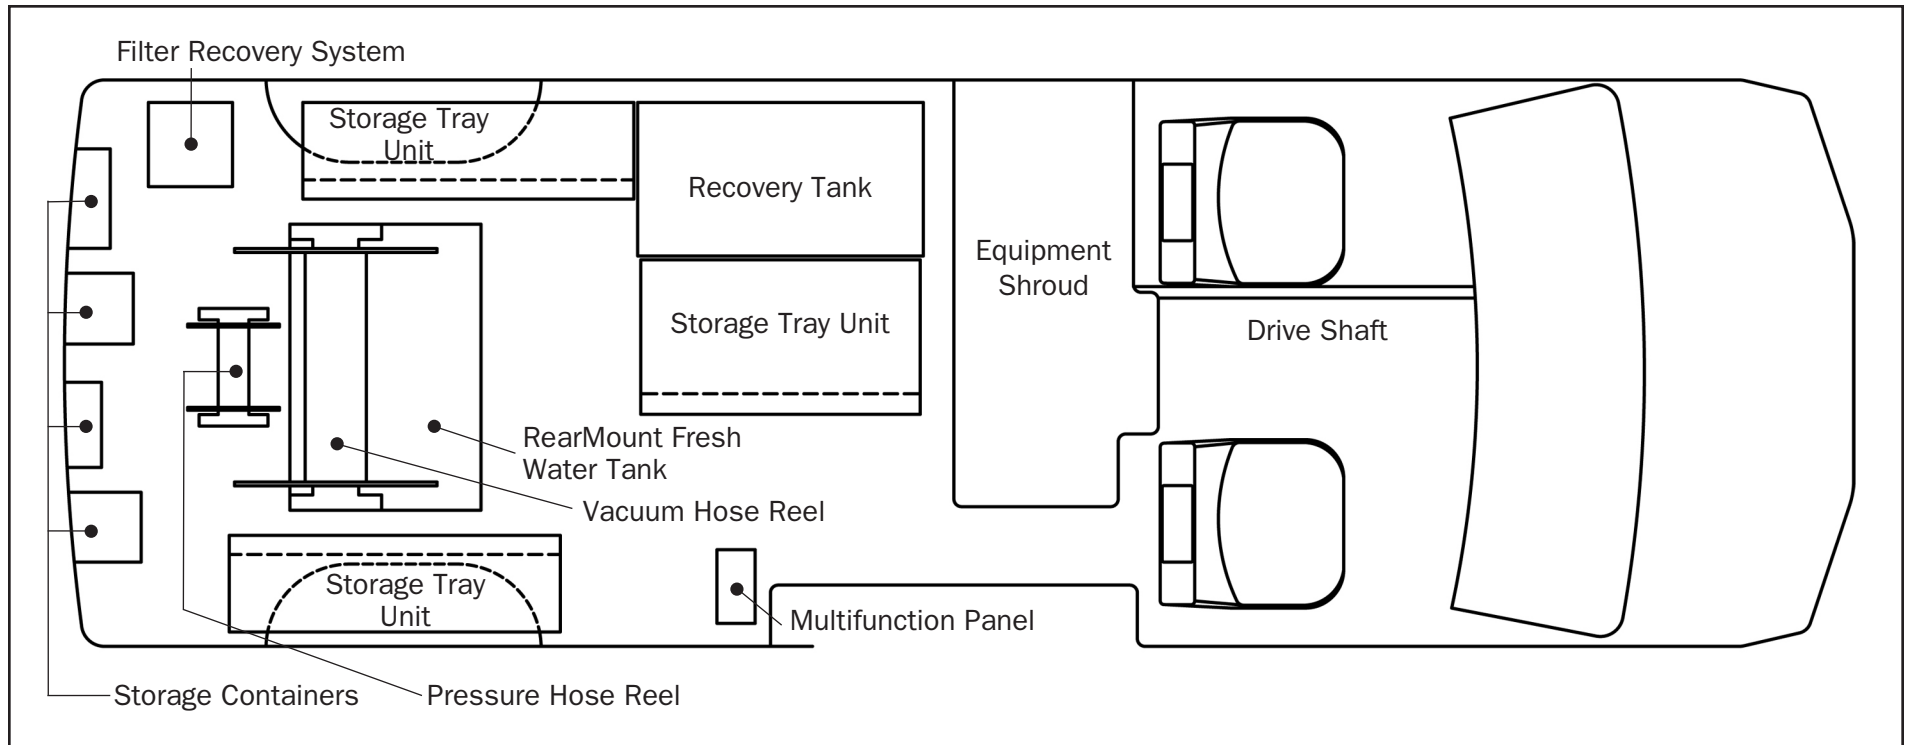 Filter Recovery System
Storage Tray
Unit
Recovery Tank
Equipment
Shroud
Storage Tray Unit
Drive Shaft
RearMount Fresh
Water Tank
Vacuum Hose Reel
Storage Tray
Unit
Multifunction Panel
Storage Containers
Pressure Hose Reel